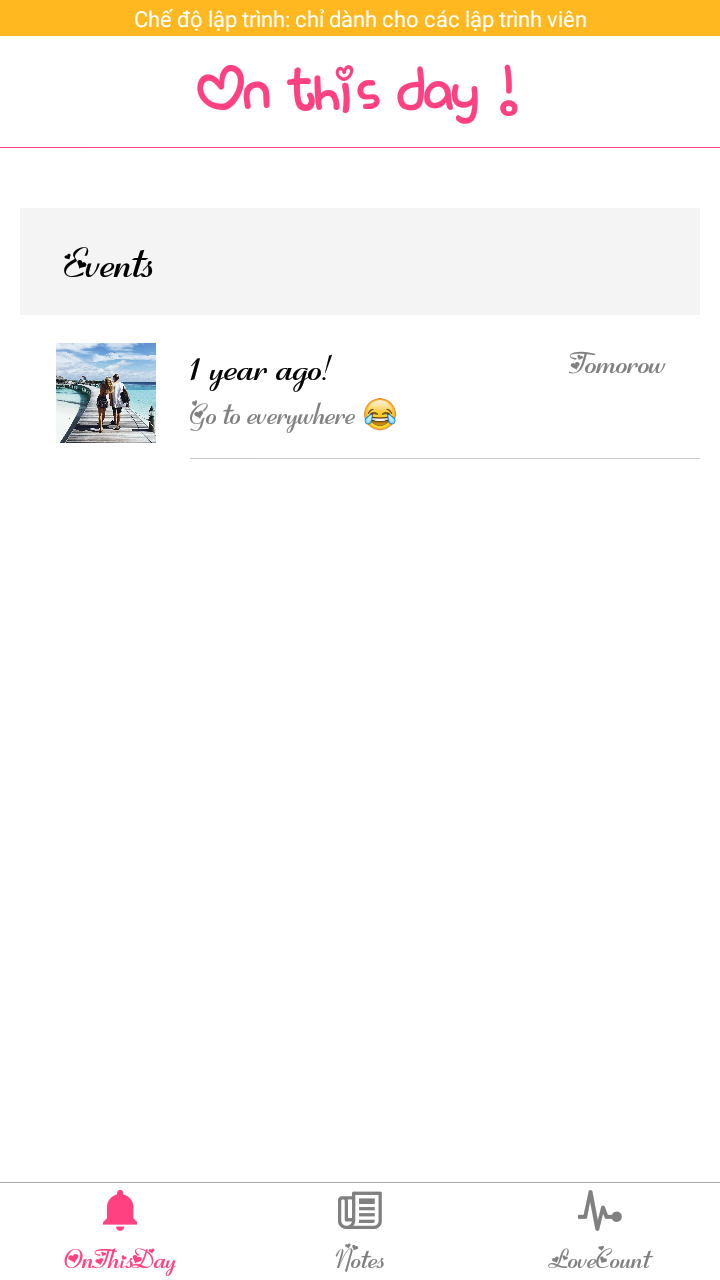 Chế độ lập trình: chỉ dành cho các lập trình viên
On this day !
Events
1 year ago!
Tomorow
Go to everywhere 😂
OnThisDay
Notes
LoveCount